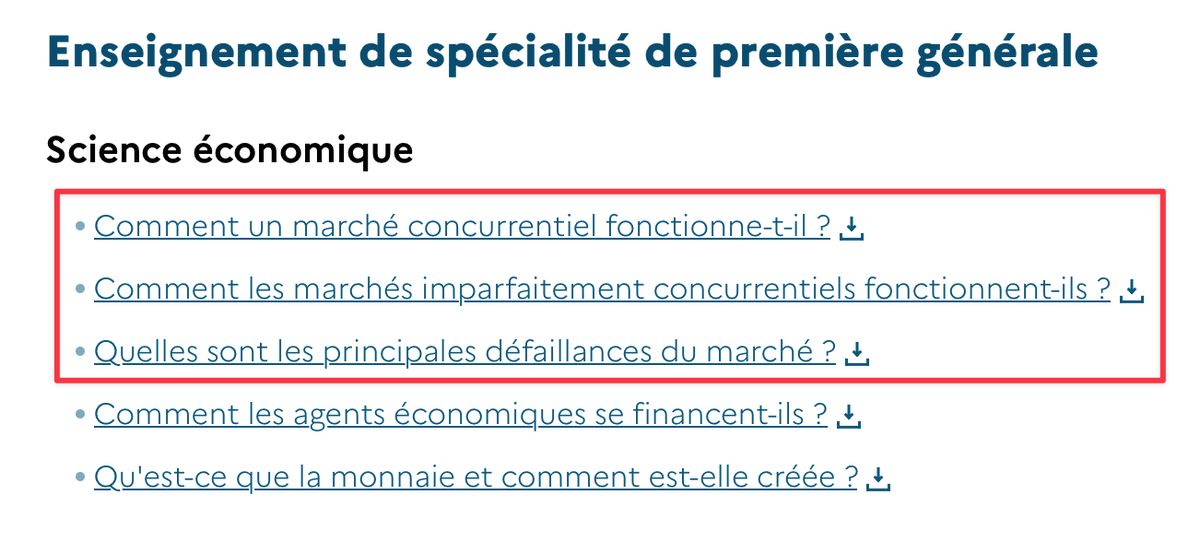 Enseignement de spécialité de première générale
Science économique
• Comment un marché concurrentiel fonctionne-t-il ?
• Comment les marchés imparfaitement concurrentiels fonctionnent-ils ?
• Quelles sont les principales défaillances du marché ?
• Comment les agents économiques se financent-ils ?
• Qu'est-ce que la monnaie et comment est-elle créée ?